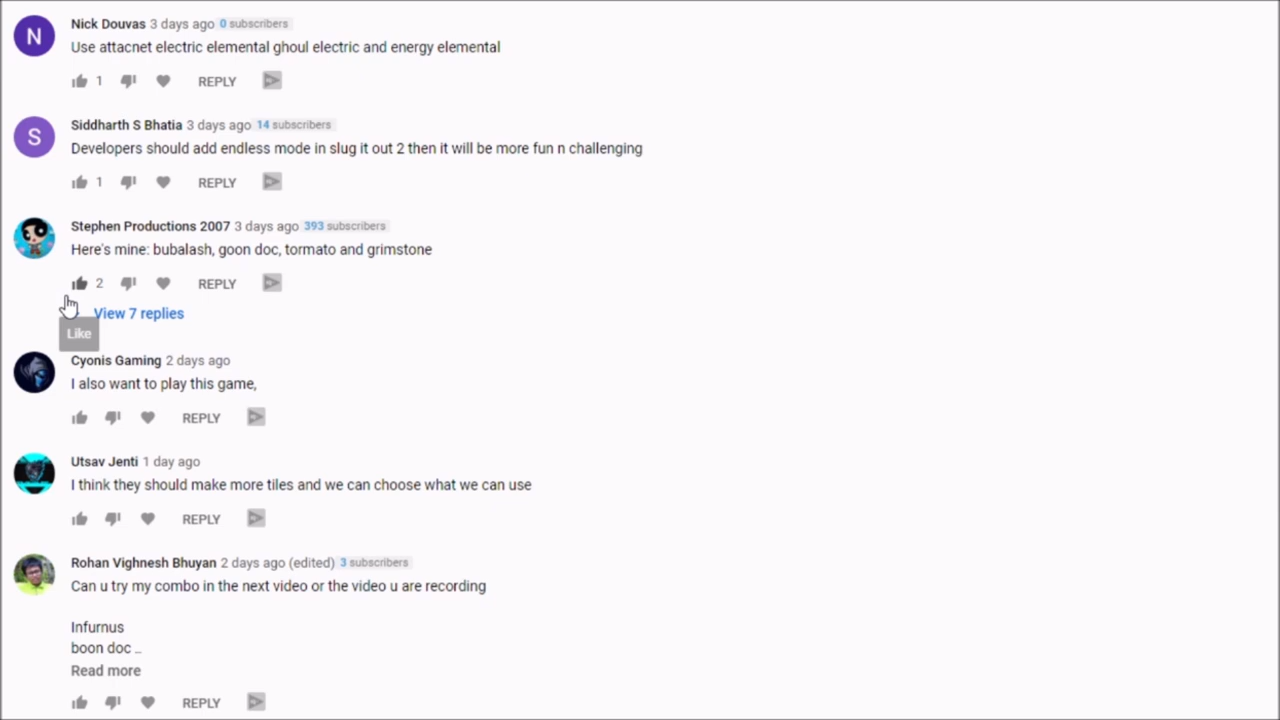 N
Nick Douvas 3 days ago 0 subscribers
Use attacnet electric elemental ghoul electric and energy elemental
1 REPLY
S
Siddharth S Bhatia 3 days ago 14 subscribers
Developers should add endless mode in slug it out 2 then it will be more fun n challenging
1 REPLY
Stephen Productions 2007 3 days ago 393 subscribers
Here's mine: bubalash, goon doc, tormato and grimstone
2 REPLY
View 7 replies
Like
Cyonis Gaming 2 days ago
I also want to play this game,
REPLY
Utsav Jenti 1 day ago
I think they should make more tiles and we can choose what we can use
REPLY
Rohan Vighnesh Bhuyan 2 days ago (edited) 3 subscribers
Can u try my combo in the next video or the video u are recording
Infurnus
boon doc ..
Read more
REPLY